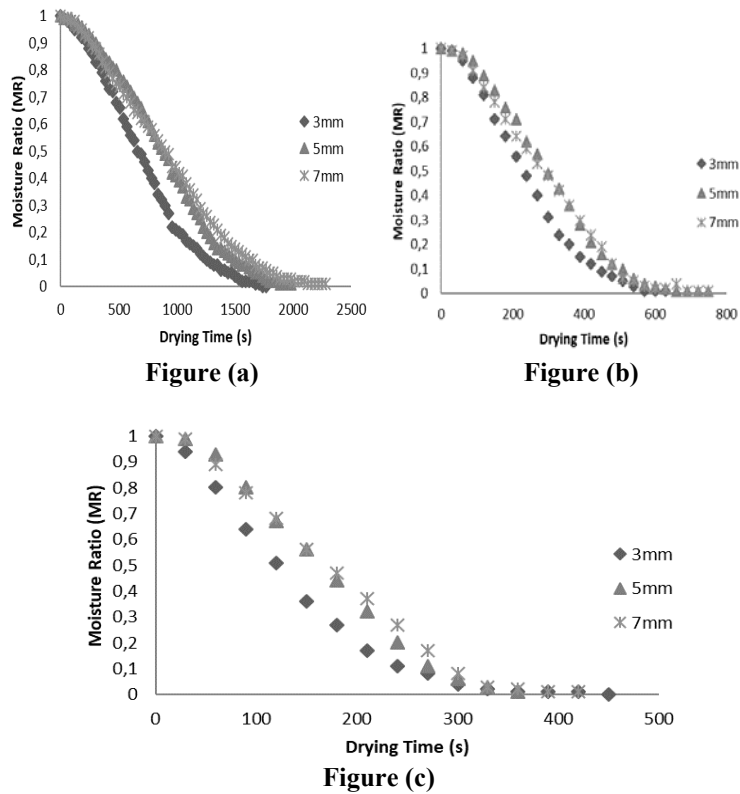 Moisture Ratio (MR)
1
0,9
0,8
0,7
0,6
0,5
0,4
0,3
0,2
0,1
0
0 500 1000 1500 2000 2500
Drying Time (s)
3mm
5mm
7mm
Figure (a)
Moisture Ratio (MR)
1
0,9
0,8
0,7
0,6
0,5
0,4
0,3
0,2
0,1
0
0 200 400 600 800
Drying Time (s)
3mm
5mm
7mm
Figure (b)
Moisture Ratio (MR)
1
0,9
0,8
0,7
0,6
0,5
0,4
0,3
0,2
0,1
0
0 100 200 300 400 500
Drying Time (s)
3mm
5mm
7mm
Figure (c)